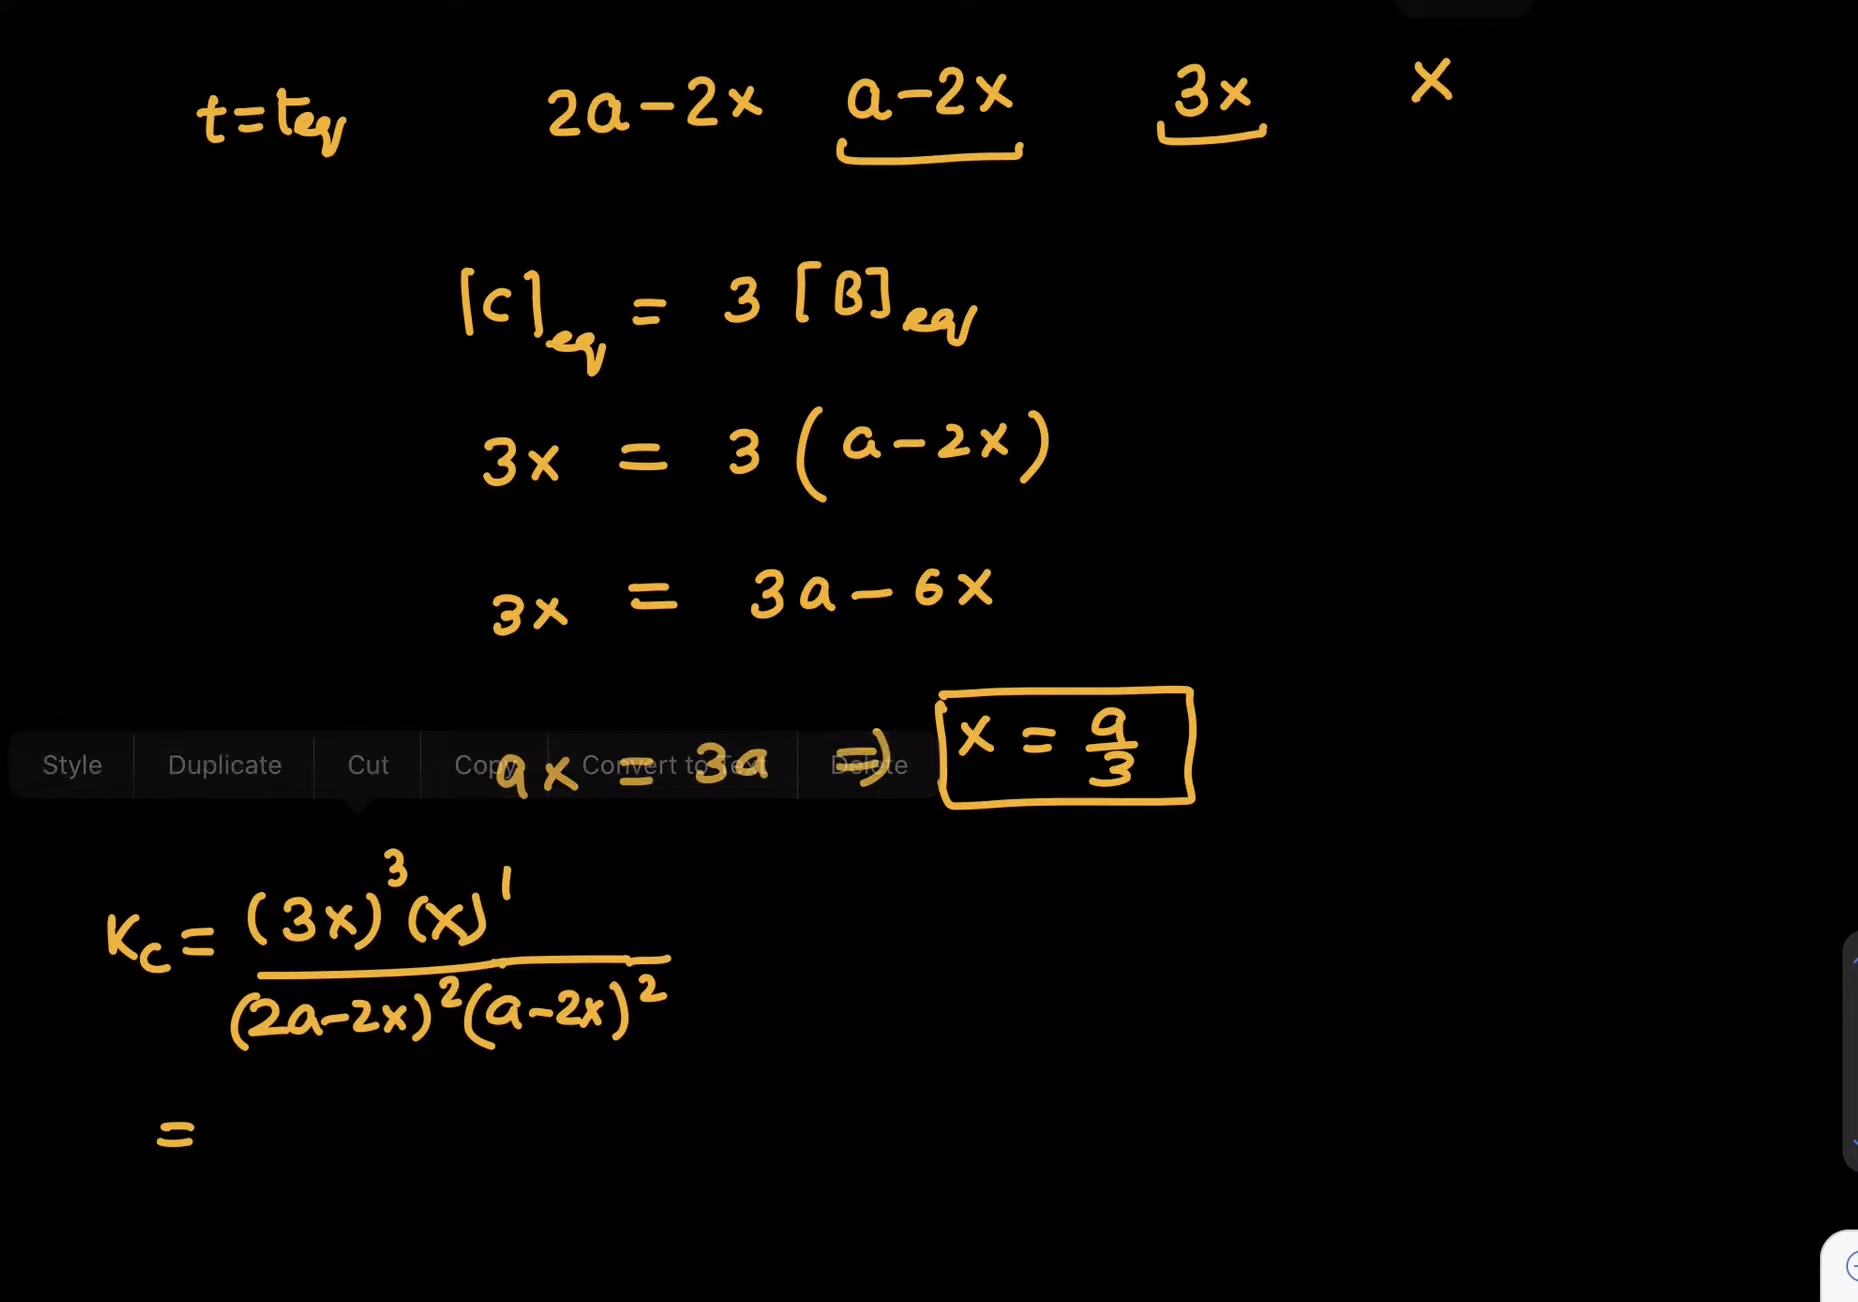 t=teq 2a-2x a-2x 3x x
[C]eq = 3 [B]eq
3x = 3(a-2x)
3x = 3a-6x
9x = 3a ⇒ x = a/3
Style Duplicate Cut Copy Convert to Text Delete
Kc = (3x)³(x)¹
(2a-2x)²(a-2x)²
=